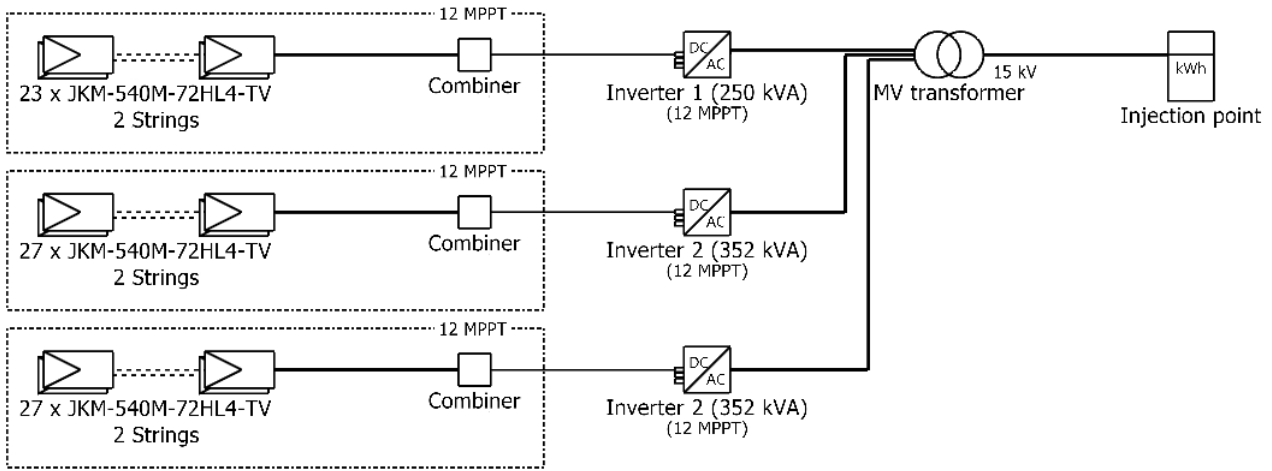 12 MPPT
23 x JKM-540M-72HL4-TV
2 Strings
Combiner
DC
AC
Inverter 1 (250 kVA)
(12 MPPT)
15 kV
MV transformer
kWh
Injection point
12 MPPT
27 x JKM-540M-72HL4-TV
2 Strings
Combiner
DC
AC
Inverter 2 (352 kVA)
(12 MPPT)
12 MPPT
27 x JKM-540M-72HL4-TV
2 Strings
Combiner
DC
AC
Inverter 2 (352 kVA)
(12 MPPT)